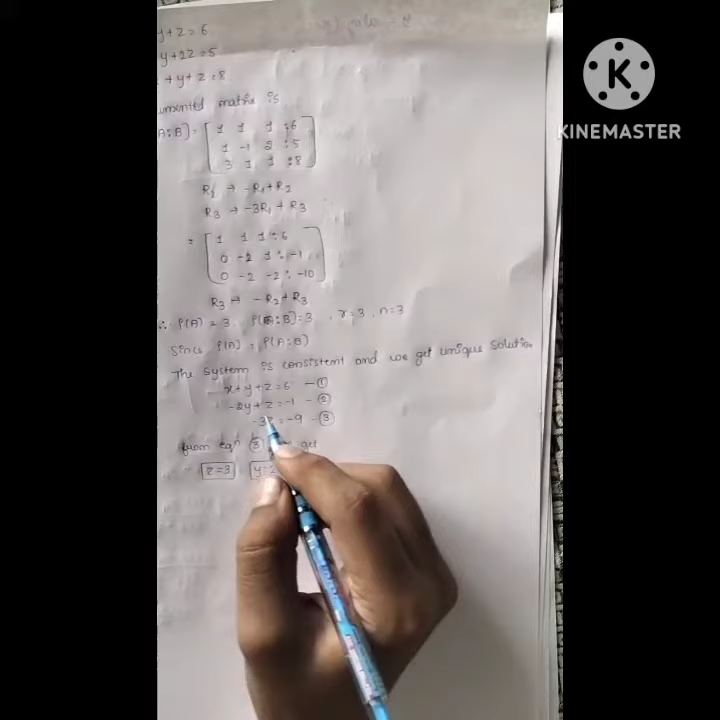 y+z=6
y+2z=5
+y+z=8
umented matrix is
A:B]= [ 1 1 1 :6
1 -1 2 :5
3 1 1 :8 ]
R2 → -R1+R2
R3 → -3R1+R3
= [ 1 1 1 :6
0 -2 1 :-1
0 -2 -2 :-10 ]
R3 → -R2+R3
∴ P(A) = 3, P(A:B)=3, r=3, n=3
Since P(A) = P(A:B)
The System is consistent and we get unique Solution
x+y+z=6 —①
-2y+z=-1 -②
-3z=-9 -③
from eqn ③ get
z=3 y=2
K
KINEMASTER